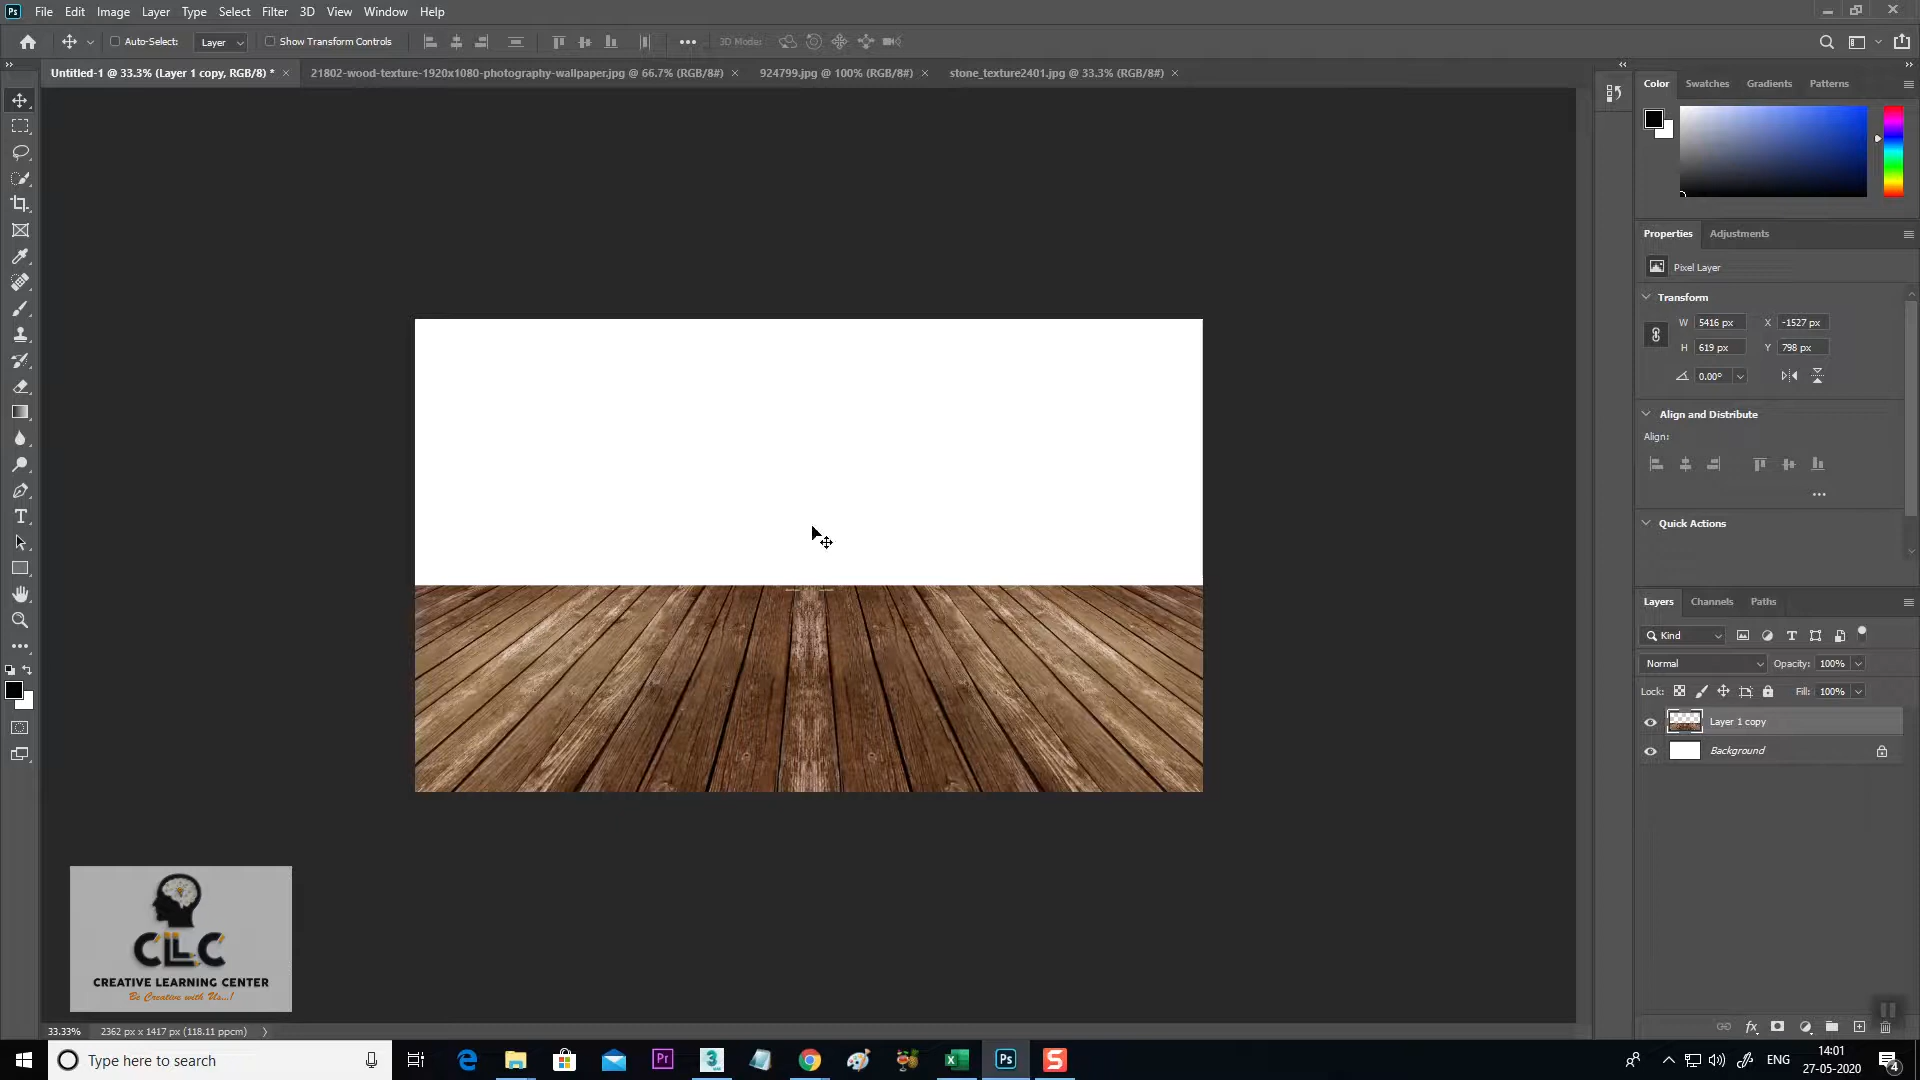 Ps File Edit Image Layer Type Select Filter 3D View Window Help
Auto-Select: Layer Show Transform Controls 3D Mode:
Untitled-1 @ 33.3% (Layer 1 copy, RGB/8) * × 21802-wood-texture-1920x1080-photography-wallpaper.jpg @ 66.7% (RGB/8#) × 924799.jpg @ 100% (RGB/8#) × stone_texture2401.jpg @ 33.3% (RGB/8#) ×
Color Swatches Gradients Patterns
Properties Adjustments
Pixel Layer
Transform
W 5416 px X -1527 px
H 619 px Y 798 px
0.00°
Align and Distribute
Align:
Quick Actions
Layers Channels Paths
Kind
Normal Opacity: 100%
Lock: Fill: 100%
Layer 1 copy
Background
CLLC
CREATIVE LEARNING CENTER
Be Creative with Us...!
33.33% 2362 px x 1417 px (118.11 ppcm)
Type here to search
Pr 3 Ps S
ENG
14:01
27-05-2020
4